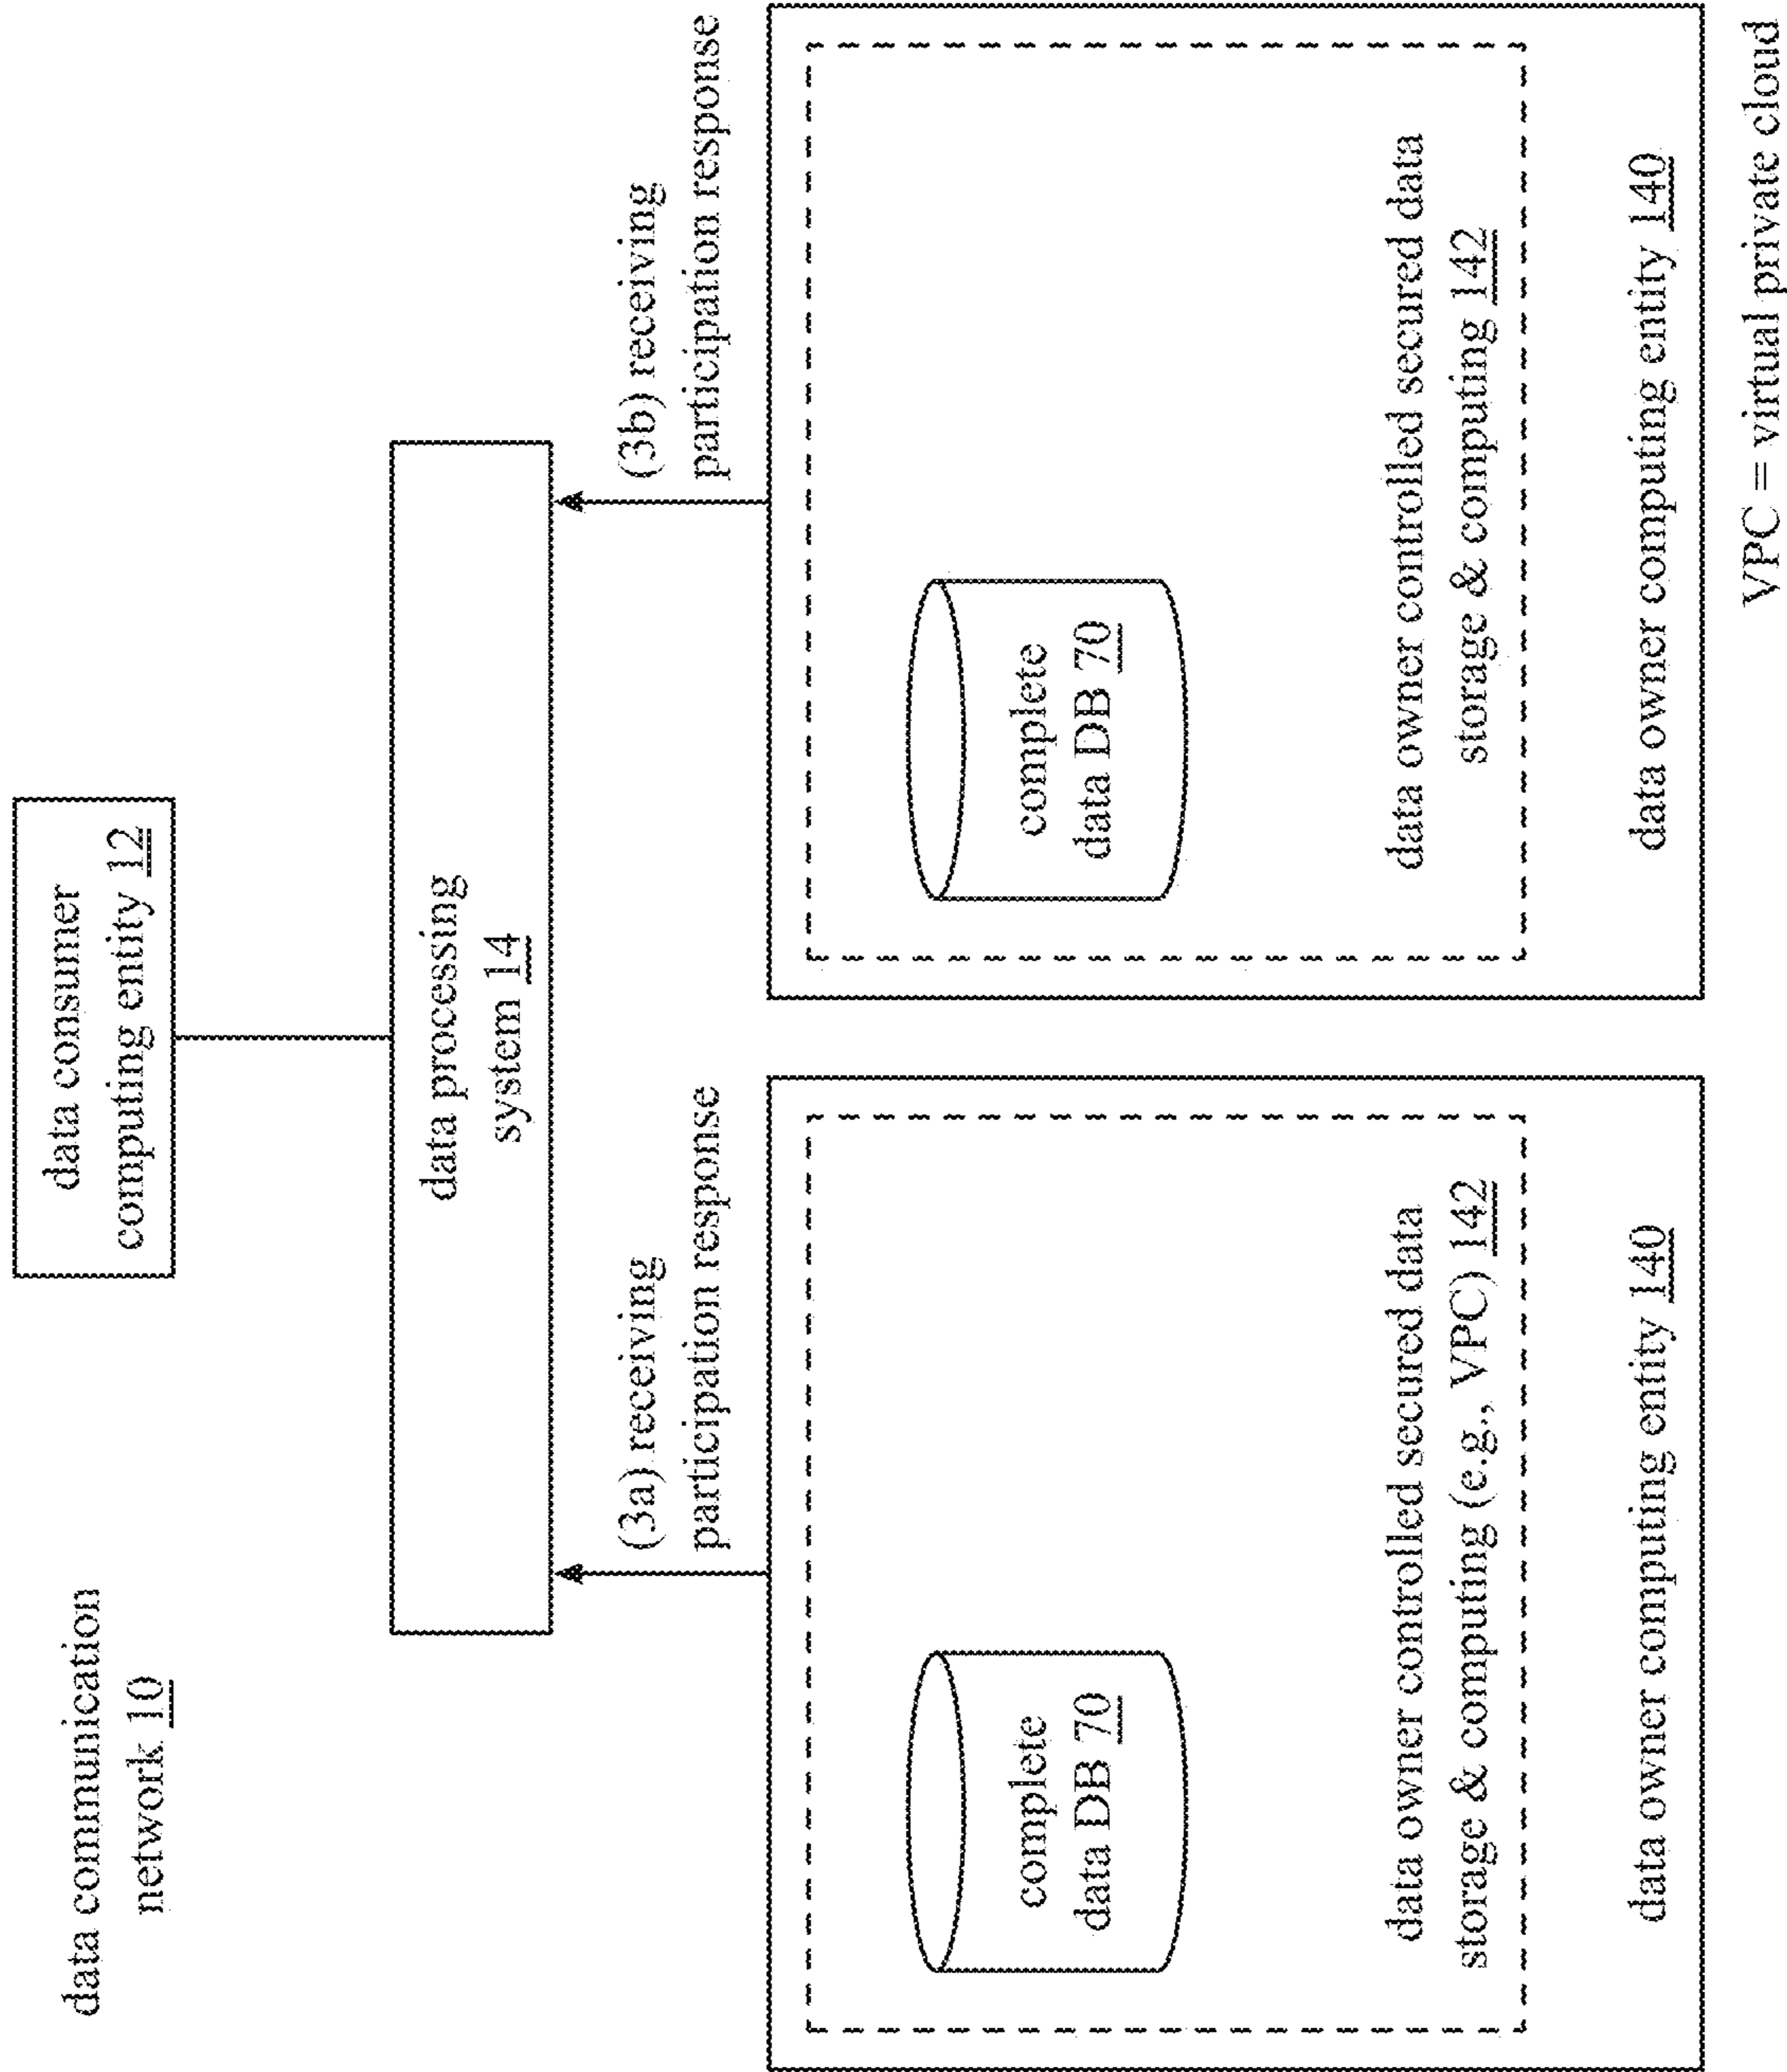 data communication
network 10
data consumer
computing entity 12
data processing
system 14
(3a) receiving
participation response
(3b) receiving
participation response
complete
data DB 70
data owner controlled secured data
storage & computing (e.g., VPC) 142
data owner computing entity 140
complete
data DB 70
data owner controlled secured data
storage & computing 142
data owner computing entity 140
VPC = virtual private cloud